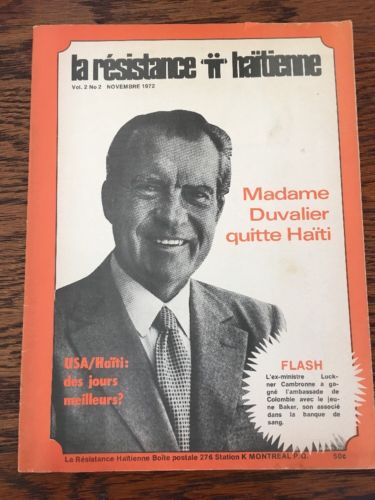 la résistance haïtienne
Vol. 2 No 2 NOVEMBRE 1972
Madame
Duvalier
quitte Haïti
USA/Haïti:
des jours
meilleurs?
FLASH
L'ex-ministre Luck-
ner Cambronne a ga-
gné l'ambassade de
Colombie avec le jeu-
ne Baker, son associé
dans la banque de
sang.
La Résistance Haïtienne Boîte postale 276 Station K MONTREAL P.Q. 50¢